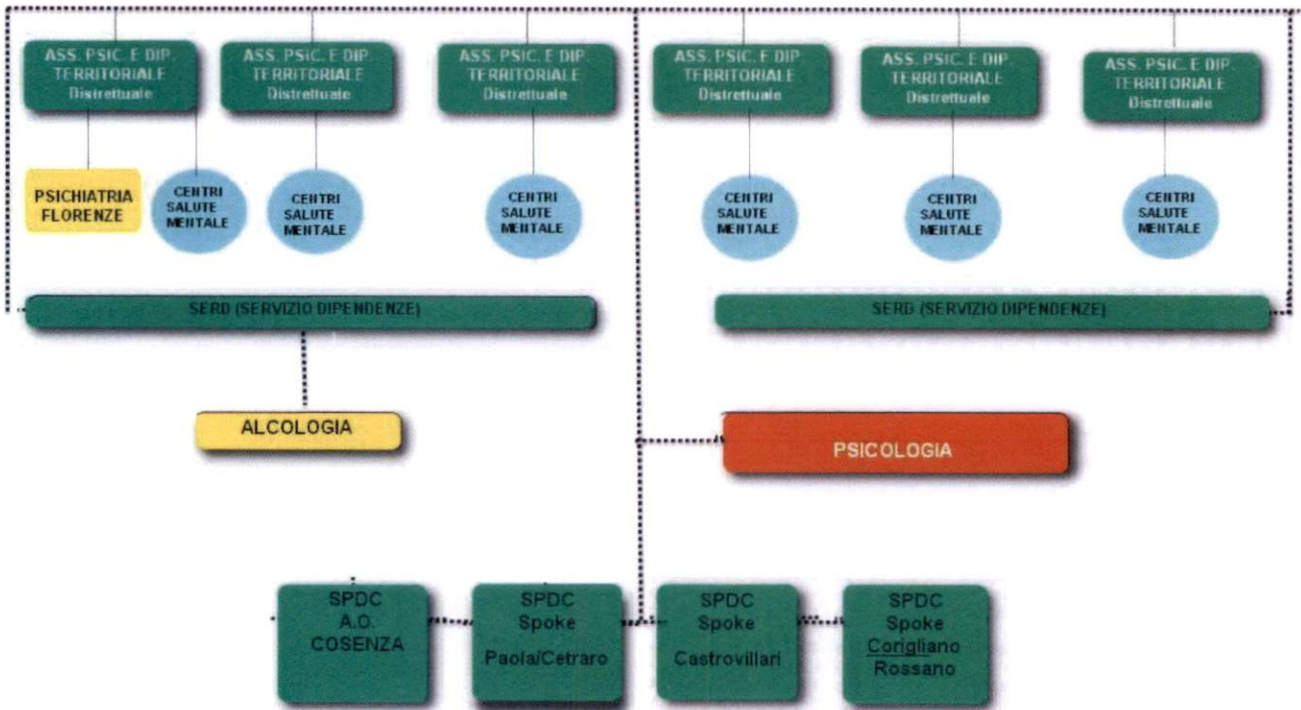 ASS. PSIC. E DIP.
TERRITORIALE
Distrettuale
ASS. PSIC. E DIP.
TERRITORIALE
Distrettuale
ASS. PSIC. E DIP.
TERRITORIALE
Distrettuale
ASS. PSIC. E DIP.
TERRITORIALE
Distrettuale
ASS. PSIC. E DIP.
TERRITORIALE
Distrettuale
ASS. PSIC. E DIP.
TERRITORIALE
Distrettuale
PSICHIATRIA
FLORENZE
CENTRI
SALUTE
MENTALE
CENTRI
SALUTE
MENTALE
CENTRI
SALUTE
MENTALE
CENTRI
SALUTE
MENTALE
CENTRI
SALUTE
MENTALE
CENTRI
SALUTE
MENTALE
SERD (SERVIZIO DIPENDENZE)
SERD (SERVIZIO DIPENDENZE)
ALCOLOGIA
PSICOLOGIA
SPDC
A.O.
COSENZA
SPDC
Spoke
Paola/Cetraro
SPDC
Spoke
Castrovillari
SPDC
Spoke
Corigliano
Rossano